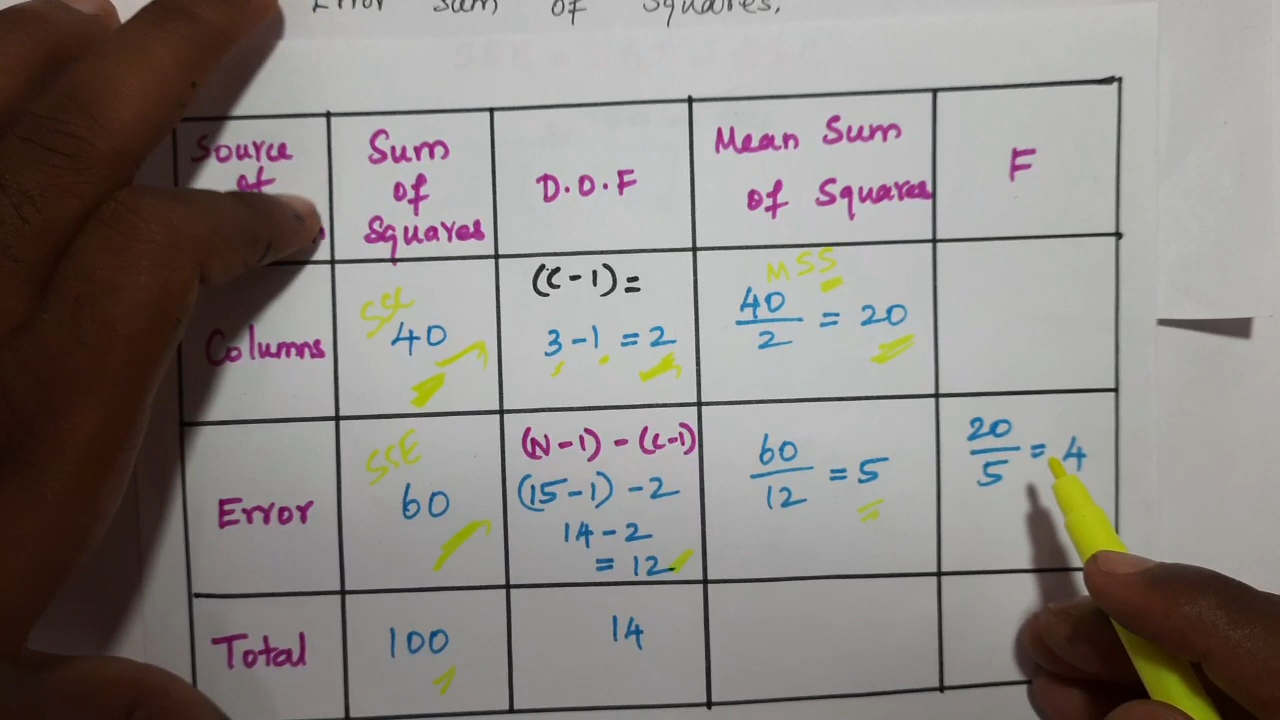 Error Sum of Squares.
Source of
Sum of Squares
D.O.F
Mean Sum of Squares
F
Columns
SSC
40
(C-1) =
3-1 = 2
MSS
40/2 = 20
Error
SSE
60
(N-1) - (C-1)
(15-1) -2
14-2
= 12
60/12 = 5
20/5 = 4
Total
100
14